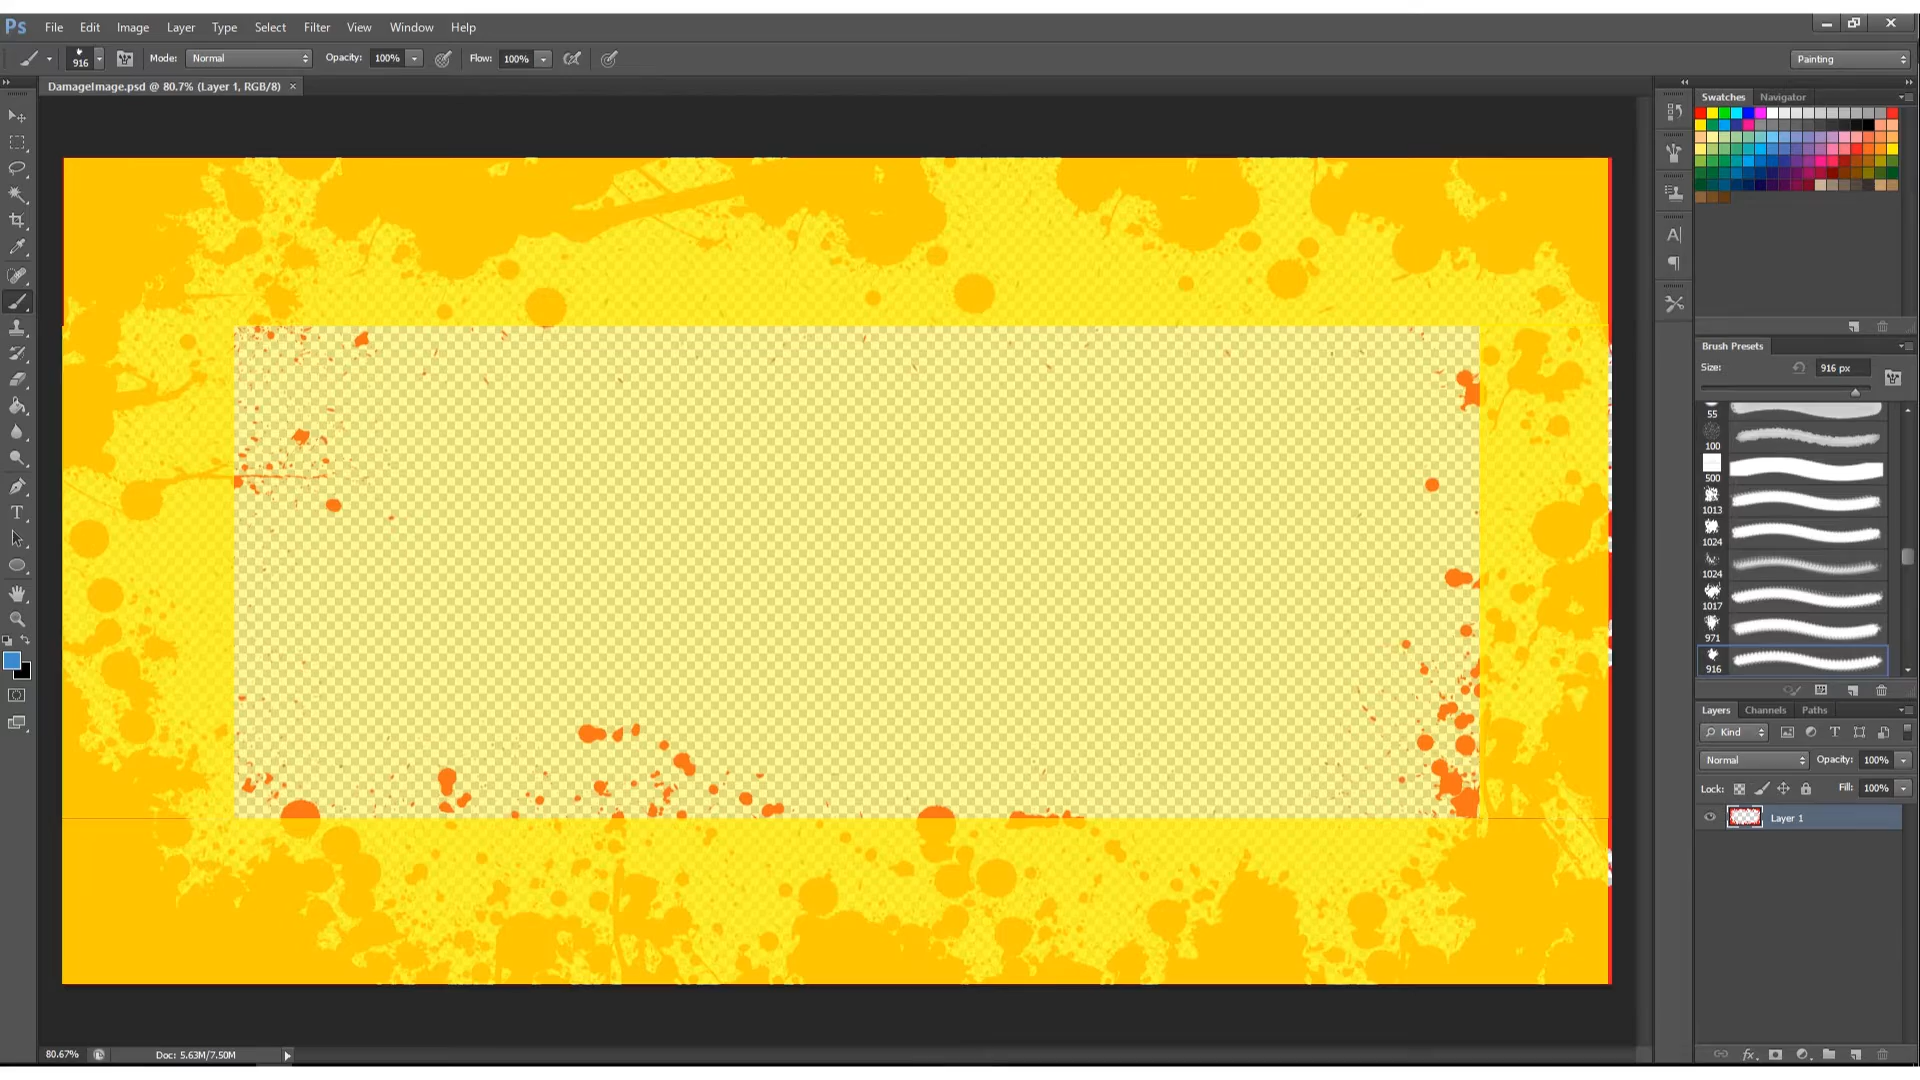 Ps File Edit Image Layer Type Select Filter View Window Help
916 Mode: Normal Opacity: 100% Flow: 100% Painting
DamageImage.psd @ 80.7% (Layer 1, RGB/8) ×
Swatches Navigator
Brush Presets
Size: 916 px
55
100
500
1013
1024
1024
1017
971
916
Layers Channels Paths
Kind
Normal Opacity: 100%
Lock: Fill: 100%
Layer 1
80.67% Doc: 5.63M/7.50M